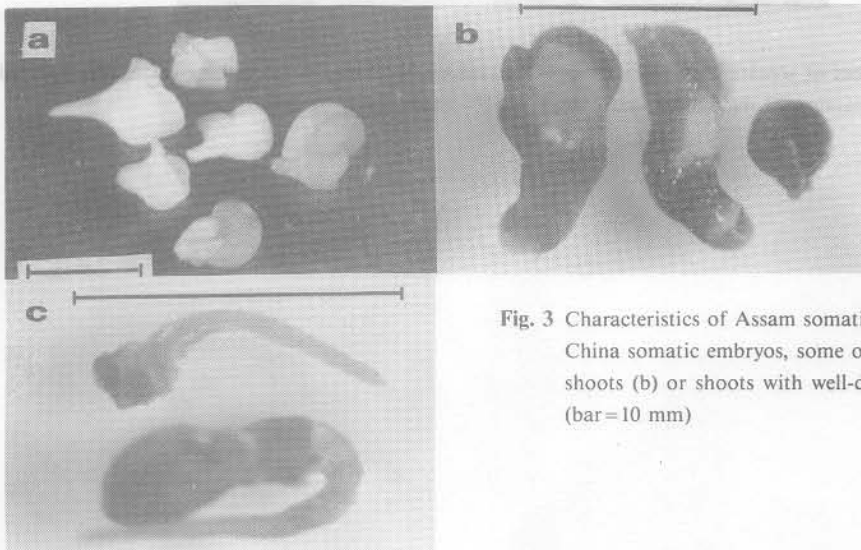 a
b
c
Fig. 3 Characteristics of Assam somati
China somatic embryos, some o
shoots (b) or shoots with well-d
(bar=10 mm)